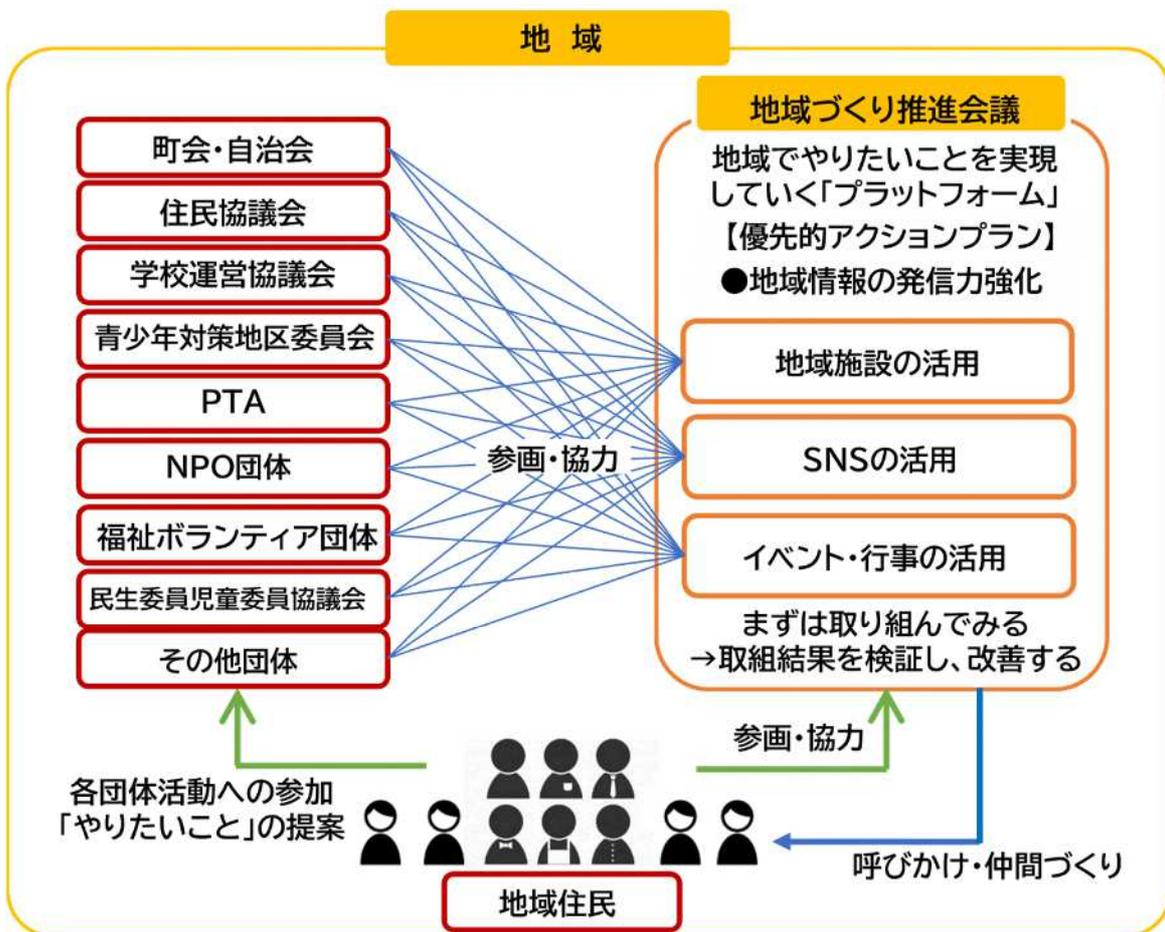 地 域
町会・自治会
住民協議会
学校運営協議会
青少年対策地区委員会
PTA
NPO団体
福祉ボランティア団体
民生委員児童委員協議会
その他団体
参画・協力
地域づくり推進会議
地域でやりたいことを実現
していく「プラットフォーム」
【優先的アクションプラン】
●地域情報の発信力強化
地域施設の活用
SNSの活用
イベント・行事の活用
まずは取り組んでみる
→取組結果を検証し、改善する
各団体活動への参加
「やりたいこと」の提案
参画・協力
呼びかけ・仲間づくり
地域住民